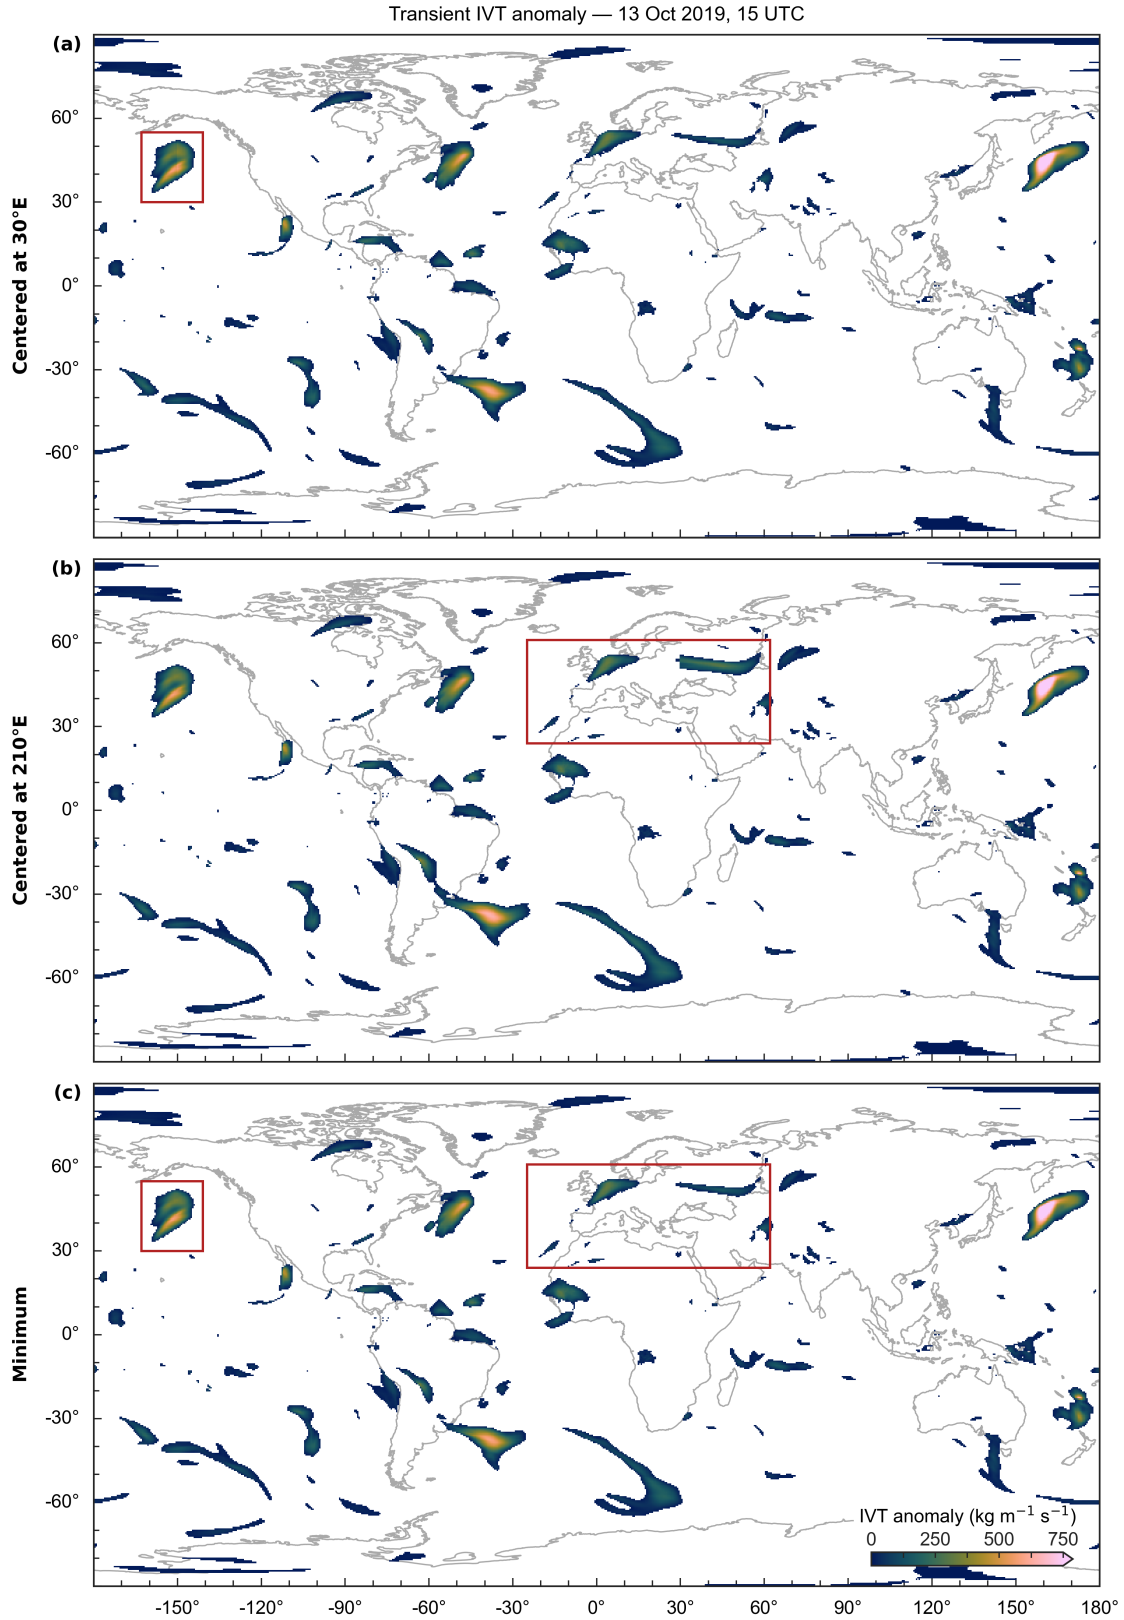 Transient IVT anomaly — 13 Oct 2019, 15 UTC
(a)
Centered at 30°E
60°
30°
0°
-30°
-60°
(b)
Centered at 210°E
60°
30°
0°
-30°
-60°
(c)
Minimum
60°
30°
0°
-30°
-60°
IVT anomaly (kg m⁻¹ s⁻¹)
0 250 500 750
-150° -120° -90° -60° -30° 0° 30° 60° 90° 120° 150° 180°